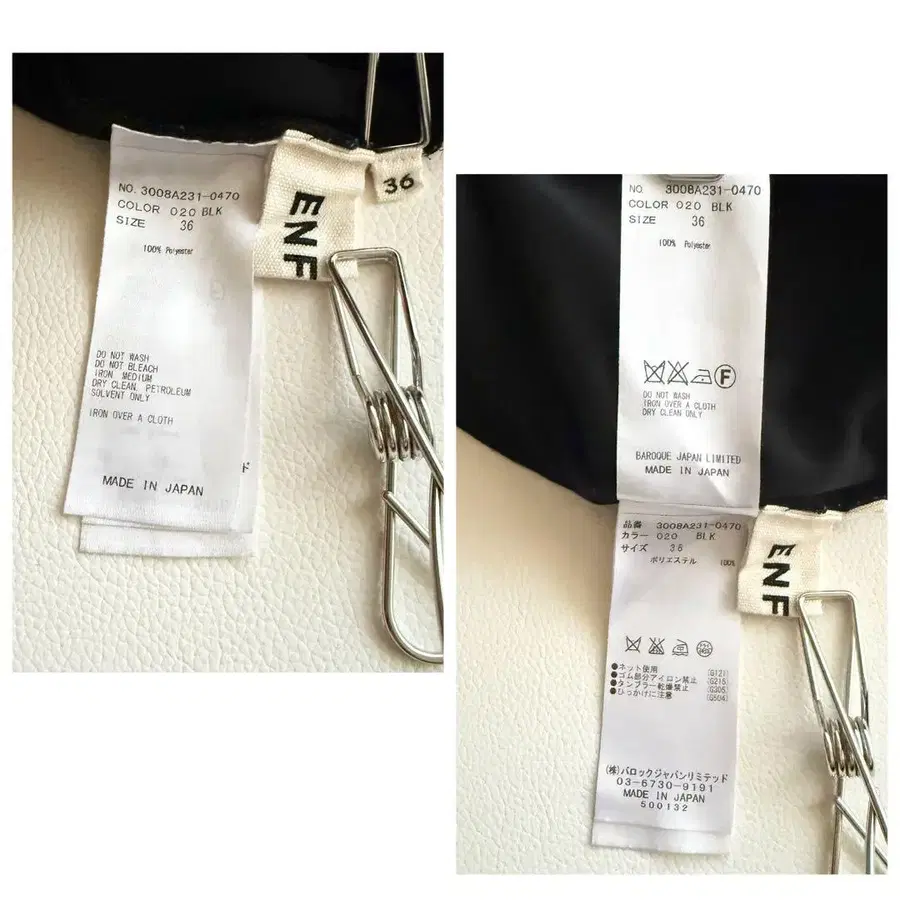 NO. 3008A231-0470
COLOR 020 BLK
SIZE 36
100% Polyester
DO NOT WASH
DO NOT BLEACH
IRON, MEDIUM
DRY CLEAN, PETROLEUM
SOLVENT ONLY
IRON OVER A CLOTH
MADE IN JAPAN
ENF
36
NO. 3008A231-0470
COLOR 020 BLK
SIZE 36
100% Polyester
F
DO NOT WASH
IRON OVER A CLOTH
DRY CLEAN ONLY
BAROQUE JAPAN LIMITED
MADE IN JAPAN
品番 3008A231-0470
カラー 020 BLK
サイズ 36
ポリエステル 100%
●ネット使用 (G121)
●ゴム部分アイロン禁止 (G215)
●タンブラー乾燥禁止 (G305)
●ひっかけに注意 (G504)
(株)バロックジャパンリミテッド
03-6730-9191
MADE IN JAPAN
500132
ENF